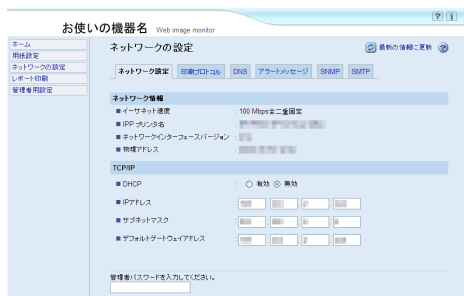 ? i
お使いの機器名 Web image monitor
ホーム
用紙設定
ネットワークの設定
レポート印刷
管理者用設定
ネットワークの設定
最新の情報に更新 ?
ネットワーク設定 印刷プロトコル DNS アラートメッセージ SNMP SMTP
ネットワーク情報
■ イーサネット速度 : 100 Mbps全二重固定
■ IPP プリンタ名 :
■ ネットワークインターフェースバージョン :
■ 物理アドレス :
TCP/IP
■ DHCP : 有効 無効
■ IPアドレス :
■ サブネットマスク :
■ デフォルトゲートウェイアドレス :
管理者パスワードを入力してください。